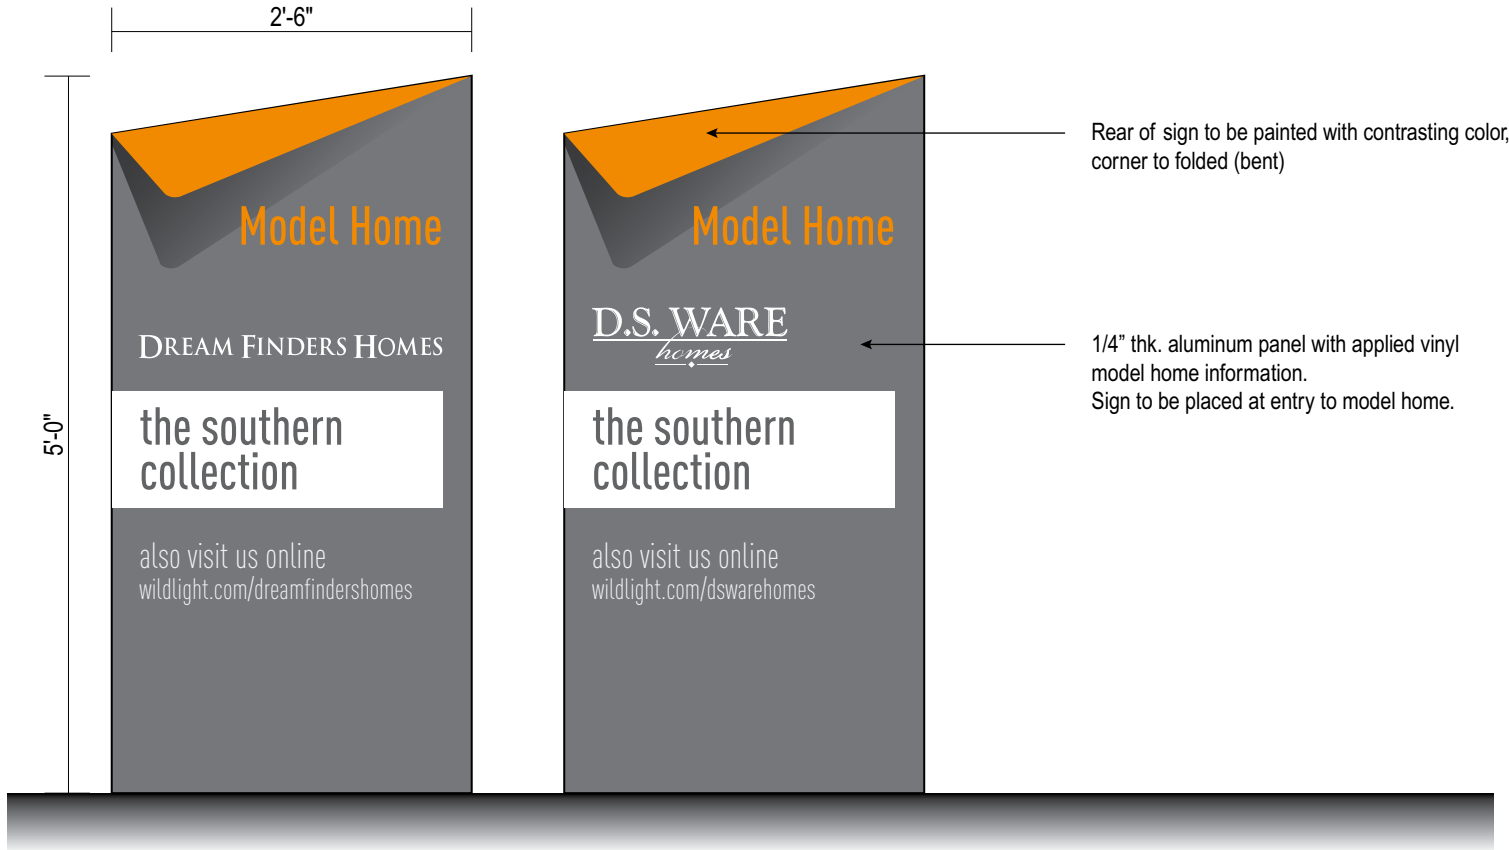 2'-6"
5'-0"
Model Home
DREAM FINDERS HOMES
the southern
collection
also visit us online
wildlight.com/dreamfindershomes
Model Home
D.S. WARE
homes
the southern
collection
also visit us online
wildlight.com/dswarehomes
Rear of sign to be painted with contrasting color,
corner to folded (bent)
1/4” thk. aluminum panel with applied vinyl
model home information.
Sign to be placed at entry to model home.